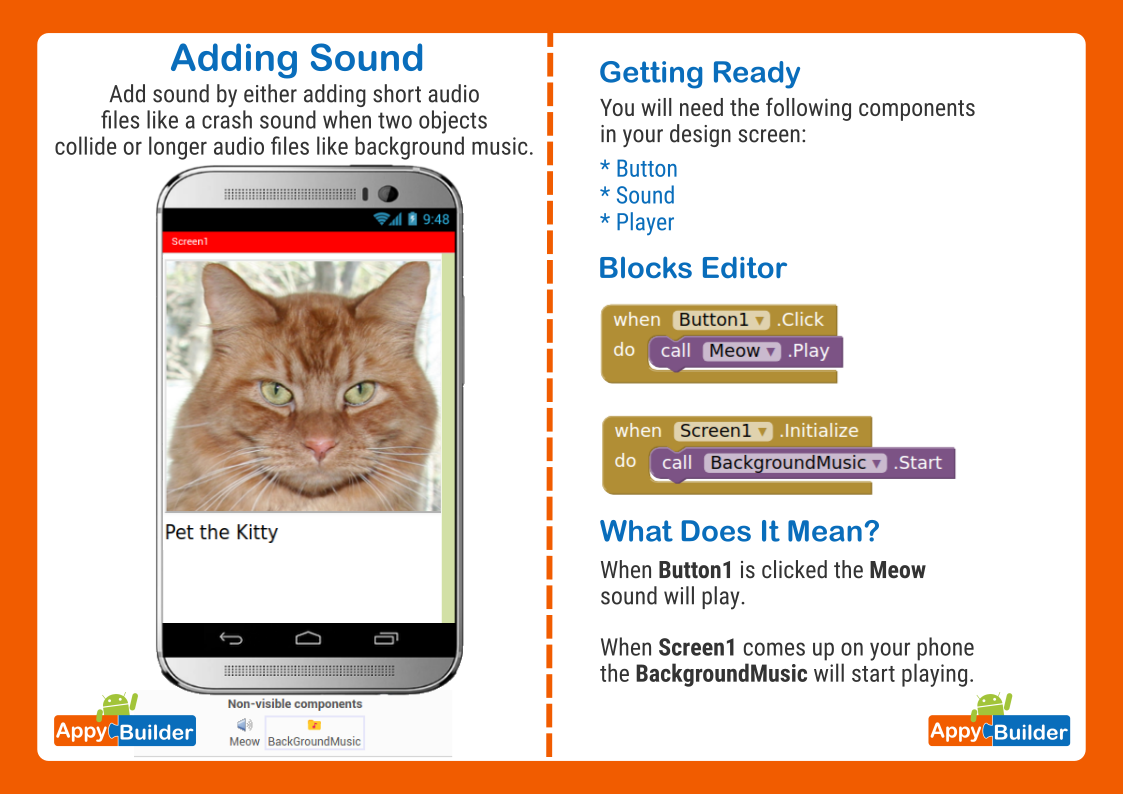 Adding Sound
Add sound by either adding short audio
files like a crash sound when two objects
collide or longer audio files like background music.
9:48
Screen1
Pet the Kitty
Non-visible components
Meow BackGroundMusic
Appy Builder
Getting Ready
You will need the following components
in your design screen:
* Button
* Sound
* Player
Blocks Editor
when Button1 .Click
do call Meow .Play
when Screen1 .Initialize
do call BackgroundMusic .Start
What Does It Mean?
When Button1 is clicked the Meow
sound will play.
When Screen1 comes up on your phone
the BackgroundMusic will start playing.
Appy Builder